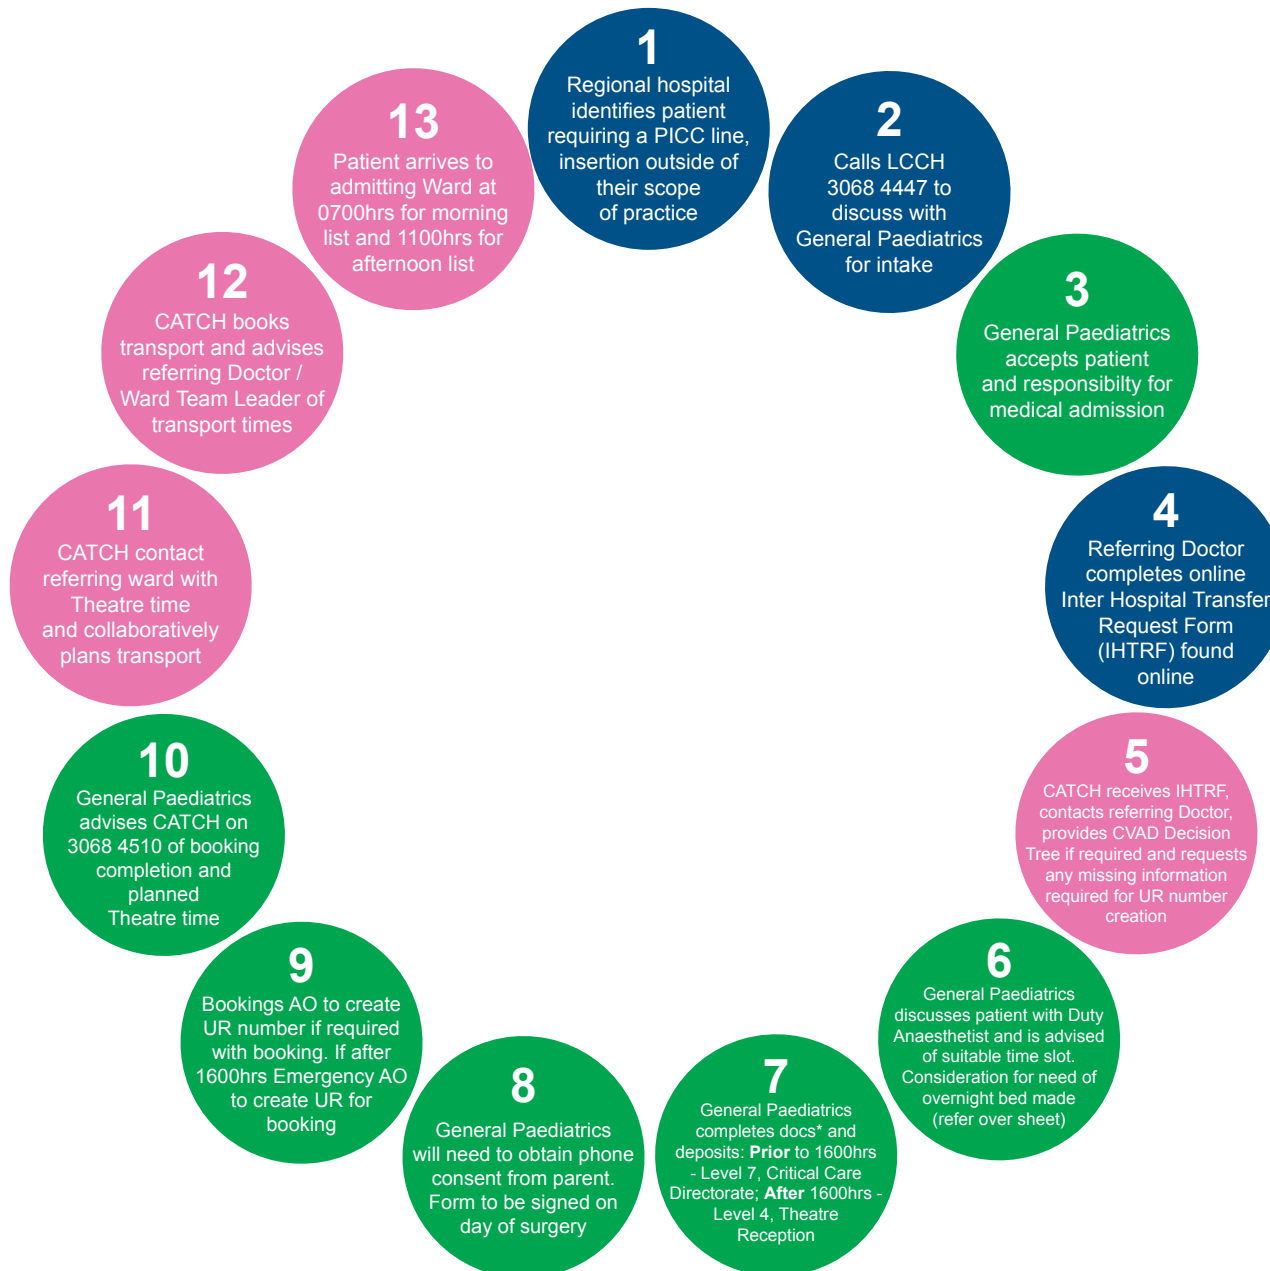 1
Regional hospital
identifies patient
requiring a PICC line,
insertion outside of
their scope
of practice
2
Calls LCCH
3068 4447 to
discuss with
General Paediatrics
for intake
3
General Paediatrics
accepts patient
and responsibilty for
medical admission
4
Referring Doctor
completes online
Inter Hospital Transfer
Request Form
(IHTRF) found
online
5
CATCH receives IHTRF,
contacts referring Doctor,
provides CVAD Decision
Tree if required and requests
any missing information
required for UR number
creation
6
General Paediatrics
discusses patient with Duty
Anaesthetist and is advised
of suitable time slot.
Consideration for need of
overnight bed made
(refer over sheet)
7
General Paediatrics
completes docs* and
deposits: Prior to 1600hrs
- Level 7, Critical Care
Directorate; After 1600hrs -
Level 4, Theatre
Reception
8
General Paediatrics
will need to obtain phone
consent from parent.
Form to be signed on
day of surgery
9
Bookings AO to create
UR number if required
with booking. If after
1600hrs Emergency AO
to create UR for
booking
10
General Paediatrics
advises CATCH on
3068 4510 of booking
completion and
planned
Theatre time
11
CATCH contact
referring ward with
Theatre time
and collaboratively
plans transport
12
CATCH books
transport and advises
referring Doctor /
Ward Team Leader of
transport times
13
Patient arrives to
admitting Ward at
0700hrs for morning
list and 1100hrs for
afternoon list